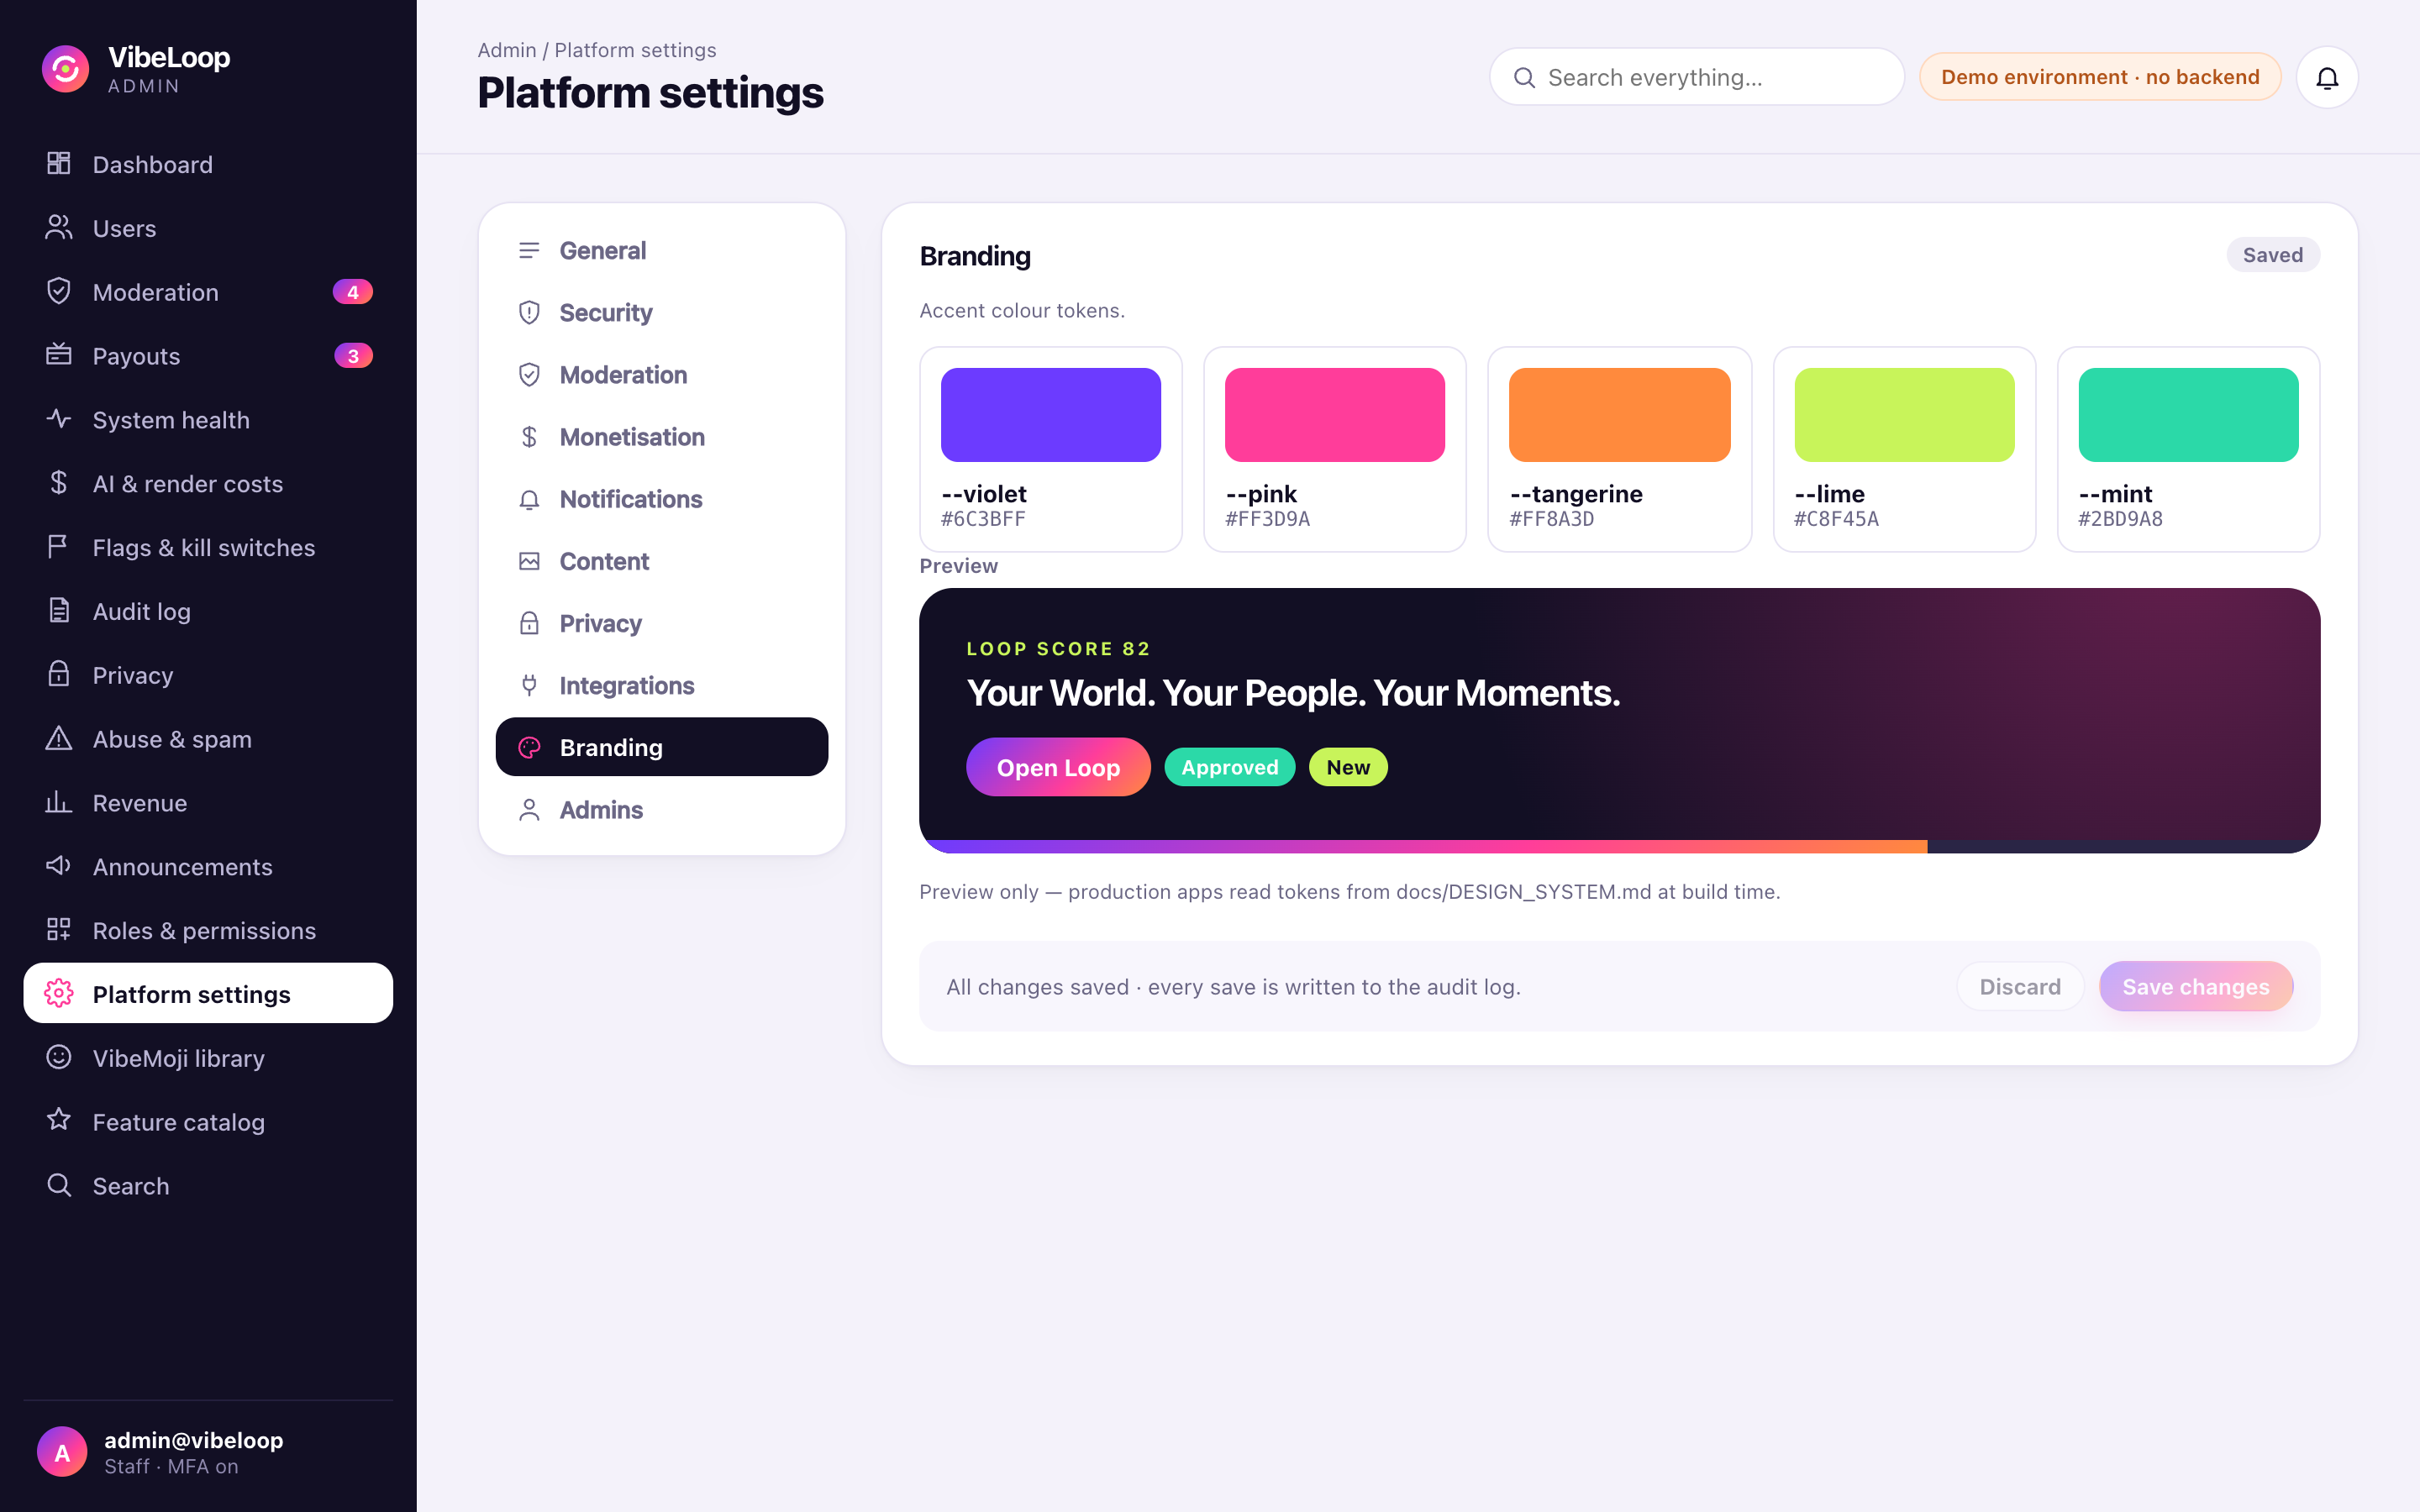 VibeLoop
ADMIN
Dashboard
Users
Moderation 4
Payouts 3
System health
AI & render costs
Flags & kill switches
Audit log
Privacy
Abuse & spam
Revenue
Announcements
Roles & permissions
Platform settings
VibeMoji library
Feature catalog
Search
A
admin@vibeloop
Staff · MFA on
Admin / Platform settings
Platform settings
Search everything...
Demo environment · no backend
General
Security
Moderation
Monetisation
Notifications
Content
Privacy
Integrations
Branding
Admins
Branding
Saved
Accent colour tokens.
--violet
#6C3BFF
--pink
#FF3D9A
--tangerine
#FF8A3D
--lime
#C8F45A
--mint
#2BD9A8
Preview
LOOP SCORE 82
Your World. Your People. Your Moments.
Open Loop
Approved
New
Preview only — production apps read tokens from docs/DESIGN_SYSTEM.md at build time.
All changes saved · every save is written to the audit log.
Discard
Save changes